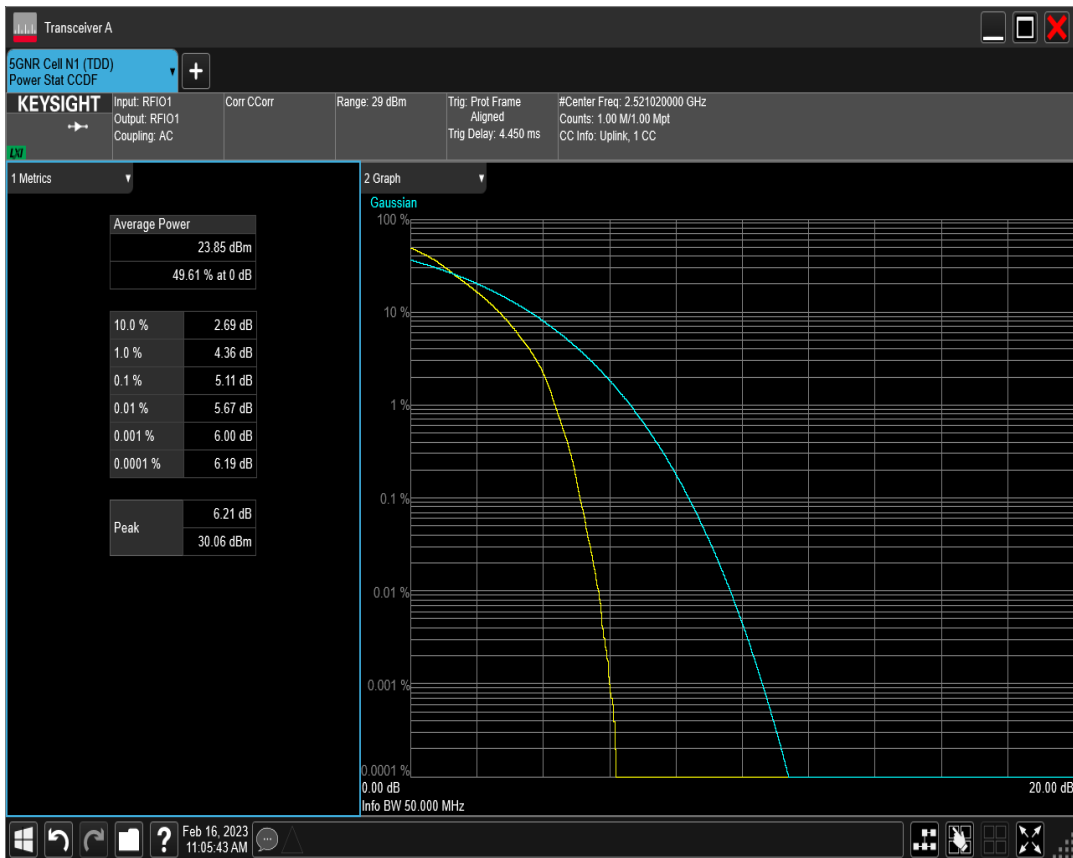 Transceiver A
5GNR Cell N1 (TDD)
Power Stat CCDF
+
KEYSIGHT
LXI
Input: RFIO1
Output: RFIO1
Coupling: AC
Corr CCorr
Range: 29 dBm
Trig: Prot Frame
Aligned
Trig Delay: 4.450 ms
#Center Freq: 2.521020000 GHz
Counts: 1.00 M/1.00 Mpt
CC Info: Uplink, 1 CC
1 Metrics
Average Power
23.85 dBm
49.61 % at 0 dB
10.0 % 2.69 dB
1.0 % 4.36 dB
0.1 % 5.11 dB
0.01 % 5.67 dB
0.001 % 6.00 dB
0.0001 % 6.19 dB
Peak
6.21 dB
30.06 dBm
2 Graph
Gaussian
100 %
10 %
1 %
0.1 %
0.01 %
0.001 %
0.0001 %
0.00 dB 20.00 dB
Info BW 50.000 MHz
?
Feb 16, 2023
11:05:43 AM